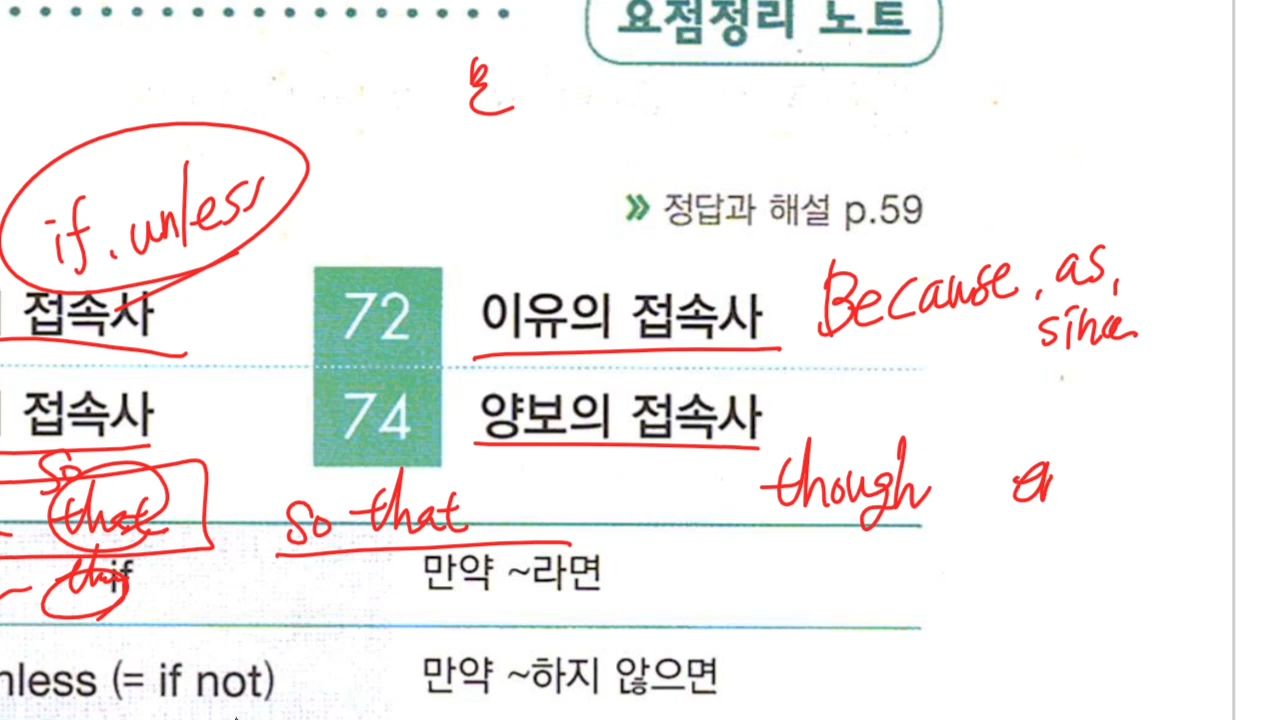 요점정리 노트
if, unless
정답과 해설 p.59
접속사 72 이유의 접속사 Because, as,
since
접속사 74 양보의 접속사
so
though
that so that
if 만약 ~라면
nless (= if not) 만약 ~하지 않으면